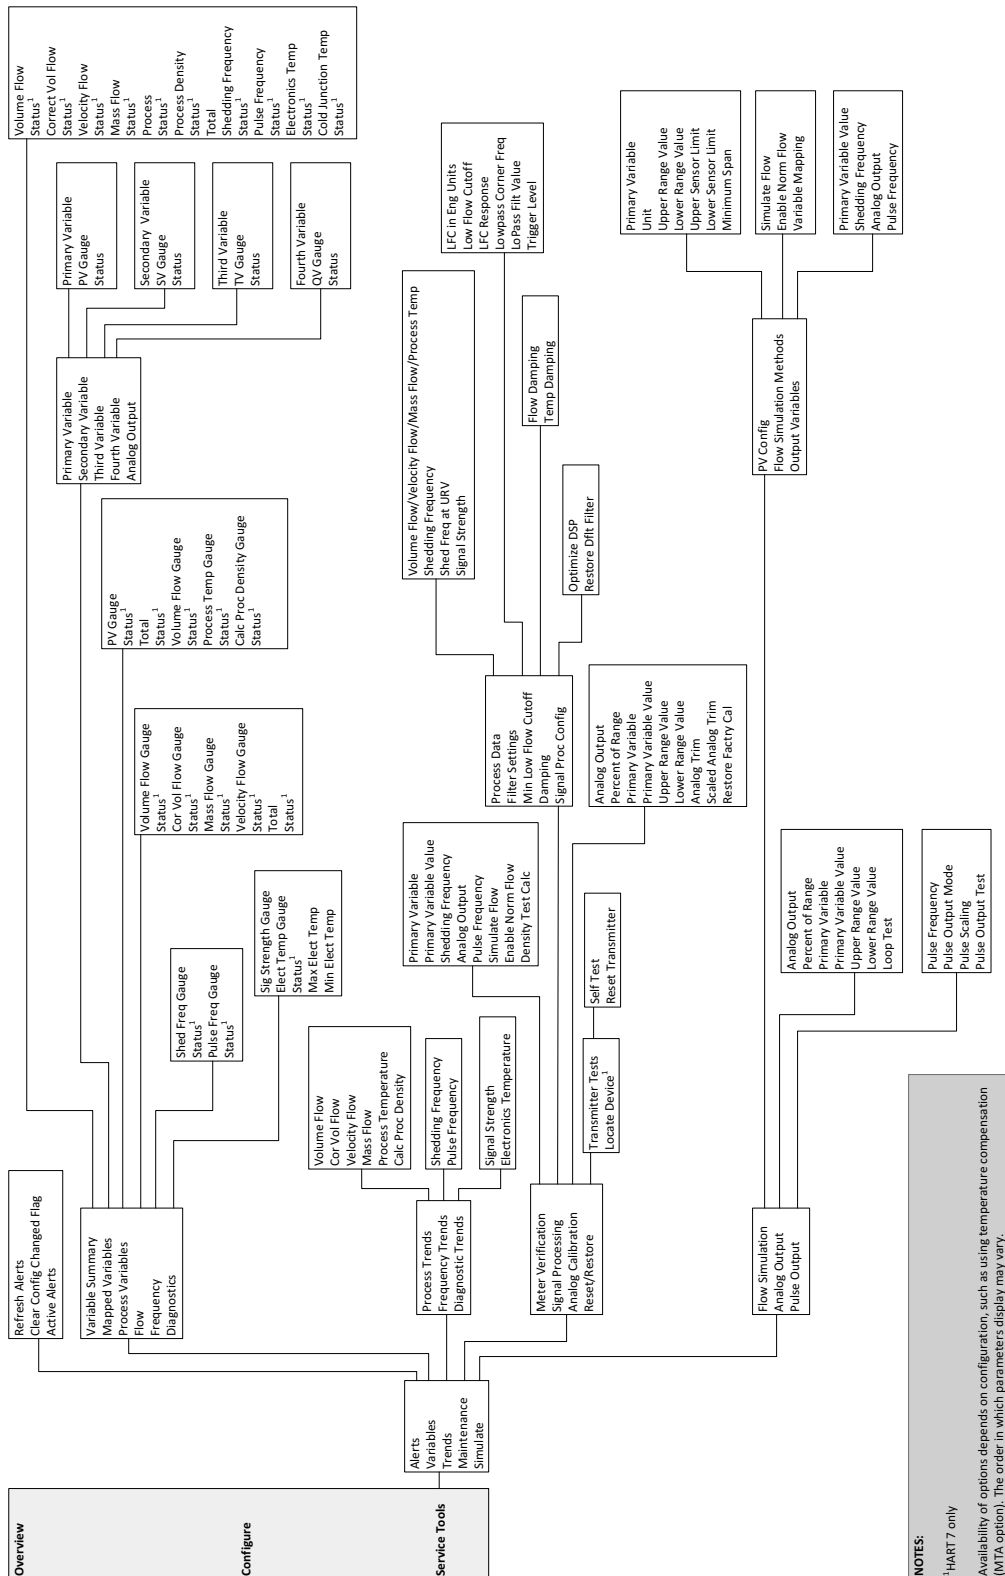 Overview
Configure
Service Tools
Alerts
Variables
Trends
Maintenance
Simulate
Refresh Alerts
Clear Config Changed Flag
Active Alerts
Variable Summary
Mapped Variables
Process Variables
Flow
Frequency
Diagnostics
Volume Flow
Status¹
Correct Vol Flow
Status¹
Velocity Flow
Status¹
Mass Flow
Status¹
Process
Status¹
Process Density
Status¹
Total
Shedding Frequency
Status¹
Pulse Frequency
Status¹
Electronics Temp
Status¹
Cold Junction Temp
Status¹
Primary Variable
Secondary Variable
Third Variable
Fourth Variable
Analog Output
Primary Variable
PV Gauge
Status
Secondary Variable
SV Gauge
Status
Third Variable
TV Gauge
Status
Fourth Variable
QV Gauge
Status
PV Gauge
Status¹
Total
Status¹
Volume Flow Gauge
Status¹
Process Temp Gauge
Status¹
Calc Proc Density Gauge
Status¹
Volume Flow Gauge
Status¹
Cor Vol Flow Gauge
Status¹
Mass Flow Gauge
Status¹
Velocity Flow Gauge
Status¹
Total
Status¹
Shed Freq Gauge
Status¹
Pulse Freq Gauge
Status¹
Sig Strength Gauge
Elect Temp Gauge
Status¹
Max Elect Temp
Min Elect Temp
Process Trends
Frequency Trends
Diagnostic Trends
Volume Flow
Cor Vol Flow
Velocity Flow
Mass Flow
Process Temperature
Calc Proc Density
Shedding Frequency
Pulse Frequency
Signal Strength
Electronics Temperature
Meter Verification
Signal Processing
Analog Calibration
Reset/Restore
Primary Variable
Primary Variable Value
Shedding Frequency
Analog Output
Pulse Frequency
Simulate Flow
Enable Norm Flow
Density Test Calc
Process Data
Filter Settings
Min Low Flow Cutoff
Damping
Signal Proc Config
Volume Flow/Velocity Flow/Mass Flow/Process Temp
Shedding Frequency
Shed Freq at URV
Signal Strength
LFC in Eng Units
Low Flow Cutoff
LFC Response
Lowpass Corner Freq
LoPass Filt Value
Trigger Level
Flow Damping
Temp Damping
Optimize DSP
Restore Dflt Filter
Analog Output
Percent of Range
Primary Variable
Primary Variable Value
Upper Range Value
Lower Range Value
Analog Trim
Scaled Analog Trim
Restore Factry Cal
Transmitter Tests
Locate Device¹
Self Test
Reset Transmitter
Flow Simulation
Analog Output
Pulse Output
PV Config
Flow Simulation Methods
Output Variables
Primary Variable
Unit
Upper Range Value
Lower Range Value
Upper Sensor Limit
Lower Sensor Limit
Minimum Span
Simulate Flow
Enable Norm Flow
Variable Mapping
Primary Variable Value
Shedding Frequency
Analog Output
Pulse Frequency
Analog Output
Percent of Range
Primary Variable
Primary Variable Value
Upper Range Value
Lower Range Value
Loop Test
Pulse Frequency
Pulse Output Mode
Pulse Scaling
Pulse Output Test
NOTES:
¹HART 7 only
Availability of options depends on configuration, such as using temperature compensation
(MTA option). The order in which parameters display may vary.